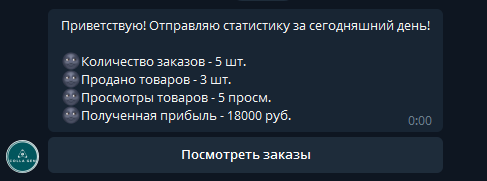 Приветствую! Отправляю статистику за сегодняшний день!
🌚Количество заказов - 5 шт.
🌚Продано товаров - 3 шт.
🌚Просмотры товаров - 5 просм.
🌚Полученная прибыль - 18000 руб.
0:00
Посмотреть заказы